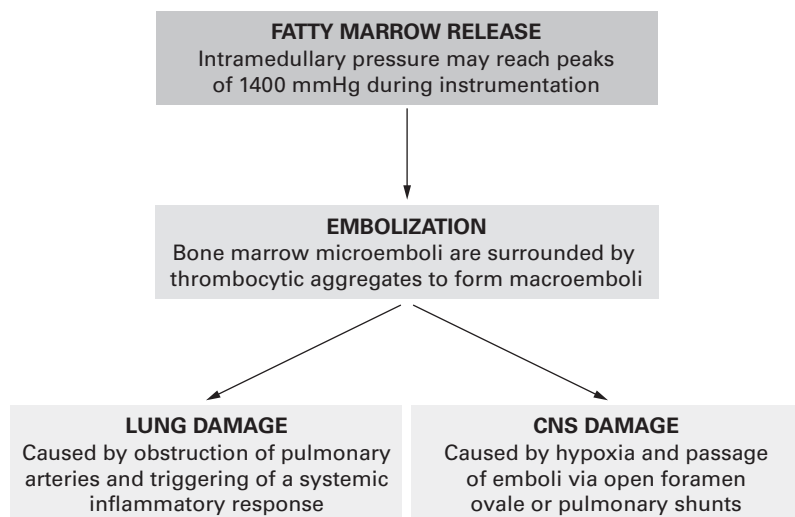 FATTY MARROW RELEASE
Intramedullary pressure may reach peaks
of 1400 mmHg during instrumentation
EMBOLIZATION
Bone marrow microemboli are surrounded by
thrombocytic aggregates to form macroemboli
LUNG DAMAGE
Caused by obstruction of pulmonary
arteries and triggering of a systemic
inflammatory response
CNS DAMAGE
Caused by hypoxia and passage
of emboli via open foramen
ovale or pulmonary shunts